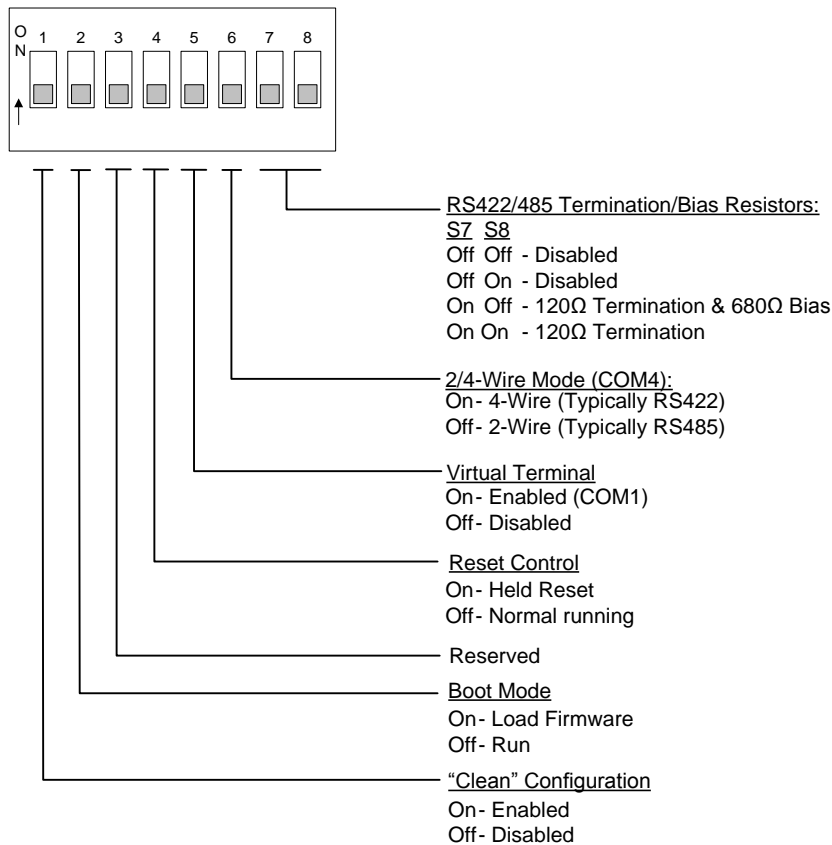 O
N
1 2 3 4 5 6 7 8
RS422/485 Termination/Bias Resistors:
S7 S8
Off Off - Disabled
Off On - Disabled
On Off - 120Ω Termination & 680Ω Bias
On On - 120Ω Termination
2/4-Wire Mode (COM4):
On- 4-Wire (Typically RS422)
Off- 2-Wire (Typically RS485)
Virtual Terminal
On- Enabled (COM1)
Off- Disabled
Reset Control
On- Held Reset
Off- Normal running
Reserved
Boot Mode
On- Load Firmware
Off- Run
“Clean” Configuration
On- Enabled
Off- Disabled